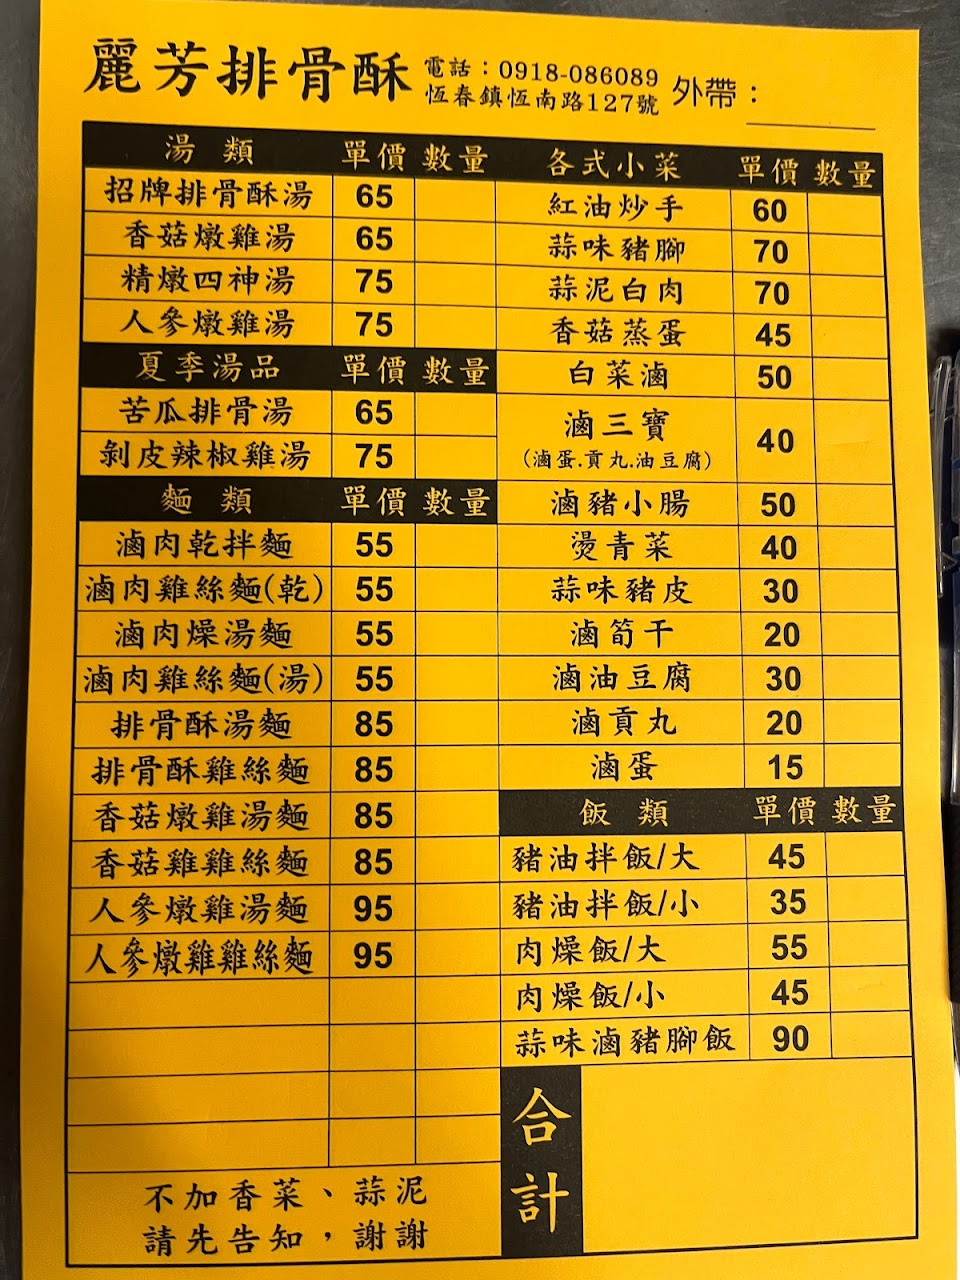 麗芳排骨酥
電話：0918-086089
恆春鎮恆南路127號
外帶：
湯 類 單價 數量
招牌排骨酥湯 65
香菇燉雞湯 65
精燉四神湯 75
人參燉雞湯 75
夏季湯品 單價 數量
苦瓜排骨湯 65
剝皮辣椒雞湯 75
麵 類 單價 數量
滷肉乾拌麵 55
滷肉雞絲麵(乾) 55
滷肉燥湯麵 55
滷肉雞絲麵(湯) 55
排骨酥湯麵 85
排骨酥雞絲麵 85
香菇燉雞湯麵 85
香菇雞雞絲麵 85
人參燉雞湯麵 95
人參燉雞雞絲麵 95
不加香菜、蒜泥
請先告知，謝謝
各式小菜 單價 數量
紅油炒手 60
蒜味豬腳 70
蒜泥白肉 70
香菇蒸蛋 45
白菜滷 50
滷三寶 40
(滷蛋.貢丸.油豆腐)
滷豬小腸 50
燙青菜 40
蒜味豬皮 30
滷筍干 20
滷油豆腐 30
滷貢丸 20
滷蛋 15
飯 類 單價 數量
豬油拌飯/大 45
豬油拌飯/小 35
肉燥飯/大 55
肉燥飯/小 45
蒜味滷豬腳飯 90
合計